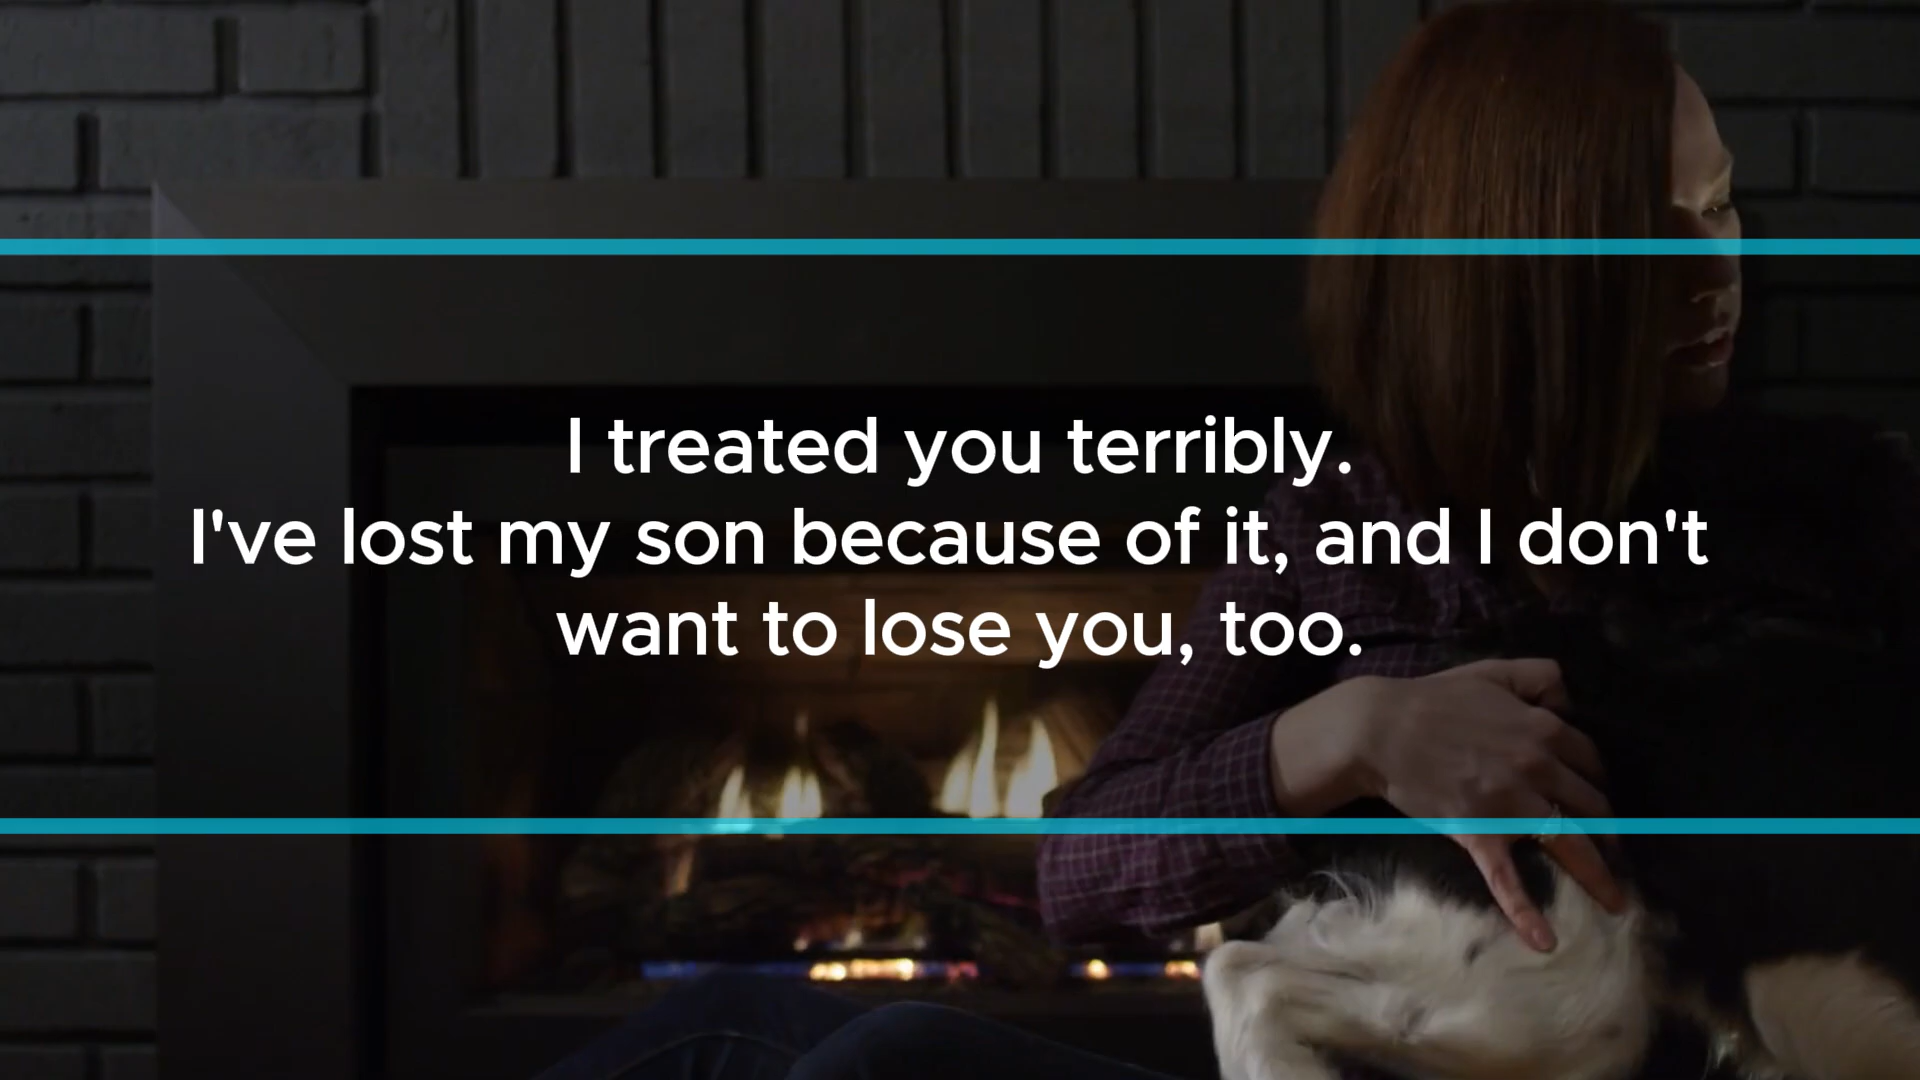 I treated you terribly.
I've lost my son because of it, and I don't
want to lose you, too.